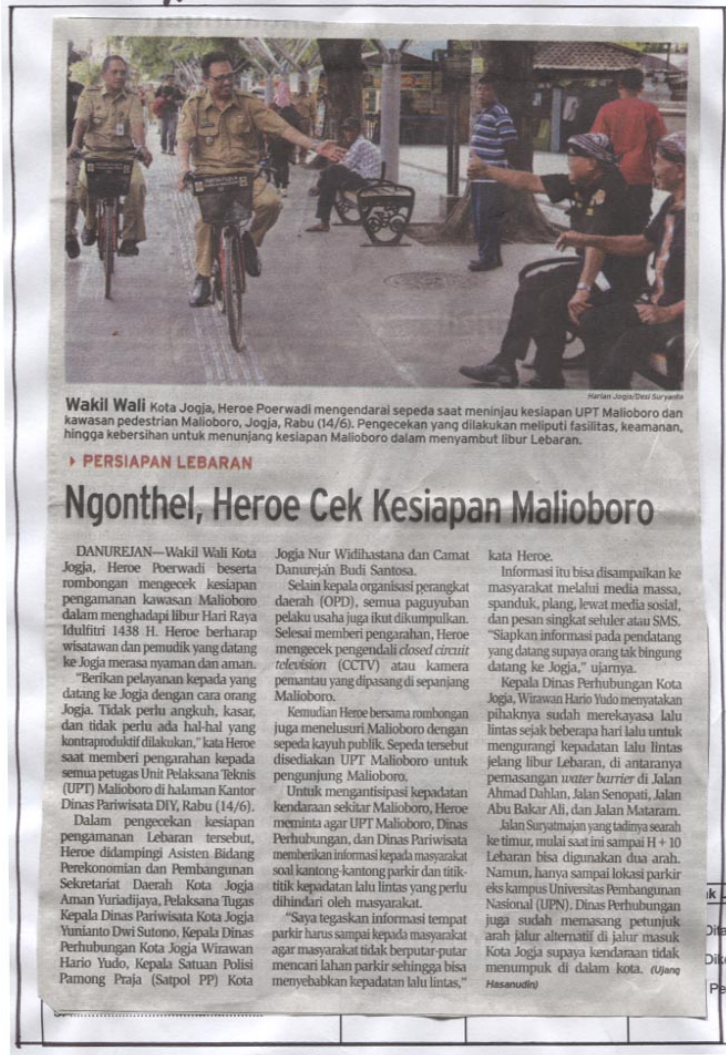 Harian Jogja/Desi Suryanto
Wakil Wali Kota Jogja, Heroe Poerwadi mengendarai sepeda saat meninjau kesiapan UPT Malioboro dan
kawasan pedestrian Malioboro, Jogja, Rabu (14/6). Pengecekan yang dilakukan meliputi fasilitas, keamanan,
hingga kebersihan untuk menunjang kesiapan Malioboro dalam menyambut libur Lebaran.
PERSIAPAN LEBARAN
Ngonthel, Heroe Cek Kesiapan Malioboro
DANUREJAN—Wakil Wali Kota
Jogja, Heroe Poerwadi beserta
rombongan mengecek kesiapan
pengamanan kawasan Malioboro
dalam menghadapi libur Hari Raya
Idulfitri 1438 H. Heroe berharap
wisatawan dan pemudik yang datang
ke Jogja merasa nyaman dan aman.
"Berikan pelayanan kepada yang
datang ke Jogja dengan cara orang
Jogja. Tidak perlu angkuh, kasar,
dan tidak perlu ada hal-hal yang
kontraproduktif dilakukan," kata Heroe
saat memberi pengarahan kepada
semua petugas Unit Pelaksana Teknis
(UPT) Malioboro di halaman Kantor
Dinas Pariwisata DIY, Rabu (14/6).
Dalam pengecekan kesiapan
pengamanan Lebaran tersebut,
Heroe didampingi Asisten Bidang
Perekonomian dan Pembangunan
Sekretariat Daerah Kota Jogja
Aman Yuriadijaya, Pelaksana Tugas
Kepala Dinas Pariwisata Kota Jogja
Yunianto Dwi Sutono, Kepala Dinas
Perhubungan Kota Jogja Wirawan
Hario Yudo, Kepala Satuan Polisi
Pamong Praja (Satpol PP) Kota
Jogja Nur Widihastana dan Camat
Danurejan Budi Santosa.
Selain kepala organisasi perangkat
daerah (OPD), semua paguyuban
pelaku usaha juga ikut dikumpulkan.
Selesai memberi pengarahan, Heroe
mengecek pengendali closed circuit
television (CCTV) atau kamera
pemantau yang dipasang di sepanjang
Malioboro.
Kemudian Heroe bersama rombongan
juga menelusuri Malioboro dengan
sepeda kayuh publik. Sepeda tersebut
disediakan UPT Malioboro untuk
pengunjung Malioboro.
Untuk mengantisipasi kepadatan
kendaraan sekitar Malioboro, Heroe
meminta agar UPT Malioboro, Dinas
Perhubungan, dan Dinas Pariwisata
memberikan informasi kepada masyarakat
soal kantong-kantong parkir dan titik-
titik kepadatan lalu lintas yang perlu
dihindari oleh masyarakat.
"Saya tegaskan informasi tempat
parkir harus sampai kepada masyarakat
agar masyarakat tidak berputar-putar
mencari lahan parkir sehingga bisa
menyebabkan kepadatan lalu lintas,"
kata Heroe.
Informasi itu bisa disampaikan ke
masyarakat melalui media massa,
spanduk, plang, lewat media sosial,
dan pesan singkat seluler atau SMS.
"Siapkan informasi pada pendatang
yang datang supaya orang tak bingung
datang ke Jogja," ujarnya.
Kepala Dinas Perhubungan Kota
Jogja, Wirawan Hario Yudo menyatakan
pihaknya sudah merekayasa lalu
lintas sejak beberapa hari lalu untuk
mengurangi kepadatan lalu lintas
jelang libur Lebaran, di antaranya
pemasangan water barrier di Jalan
Ahmad Dahlan, Jalan Senopati, Jalan
Abu Bakar Ali, dan Jalan Mataram.
Jalan Suryatmajan yang tadinya searah
ke timur, mulai saat ini sampai H + 10
Lebaran bisa digunakan dua arah.
Namun, hanya sampai lokasi parkir
eks kampus Universitas Pembangunan
Nasional (UPN). Dinas Perhubungan
juga sudah memasang petunjuk
arah jalur alternatif di jalur masuk
Kota Jogja supaya kendaraan tidak
menumpuk di dalam kota. (Ujang
Hasanudin)